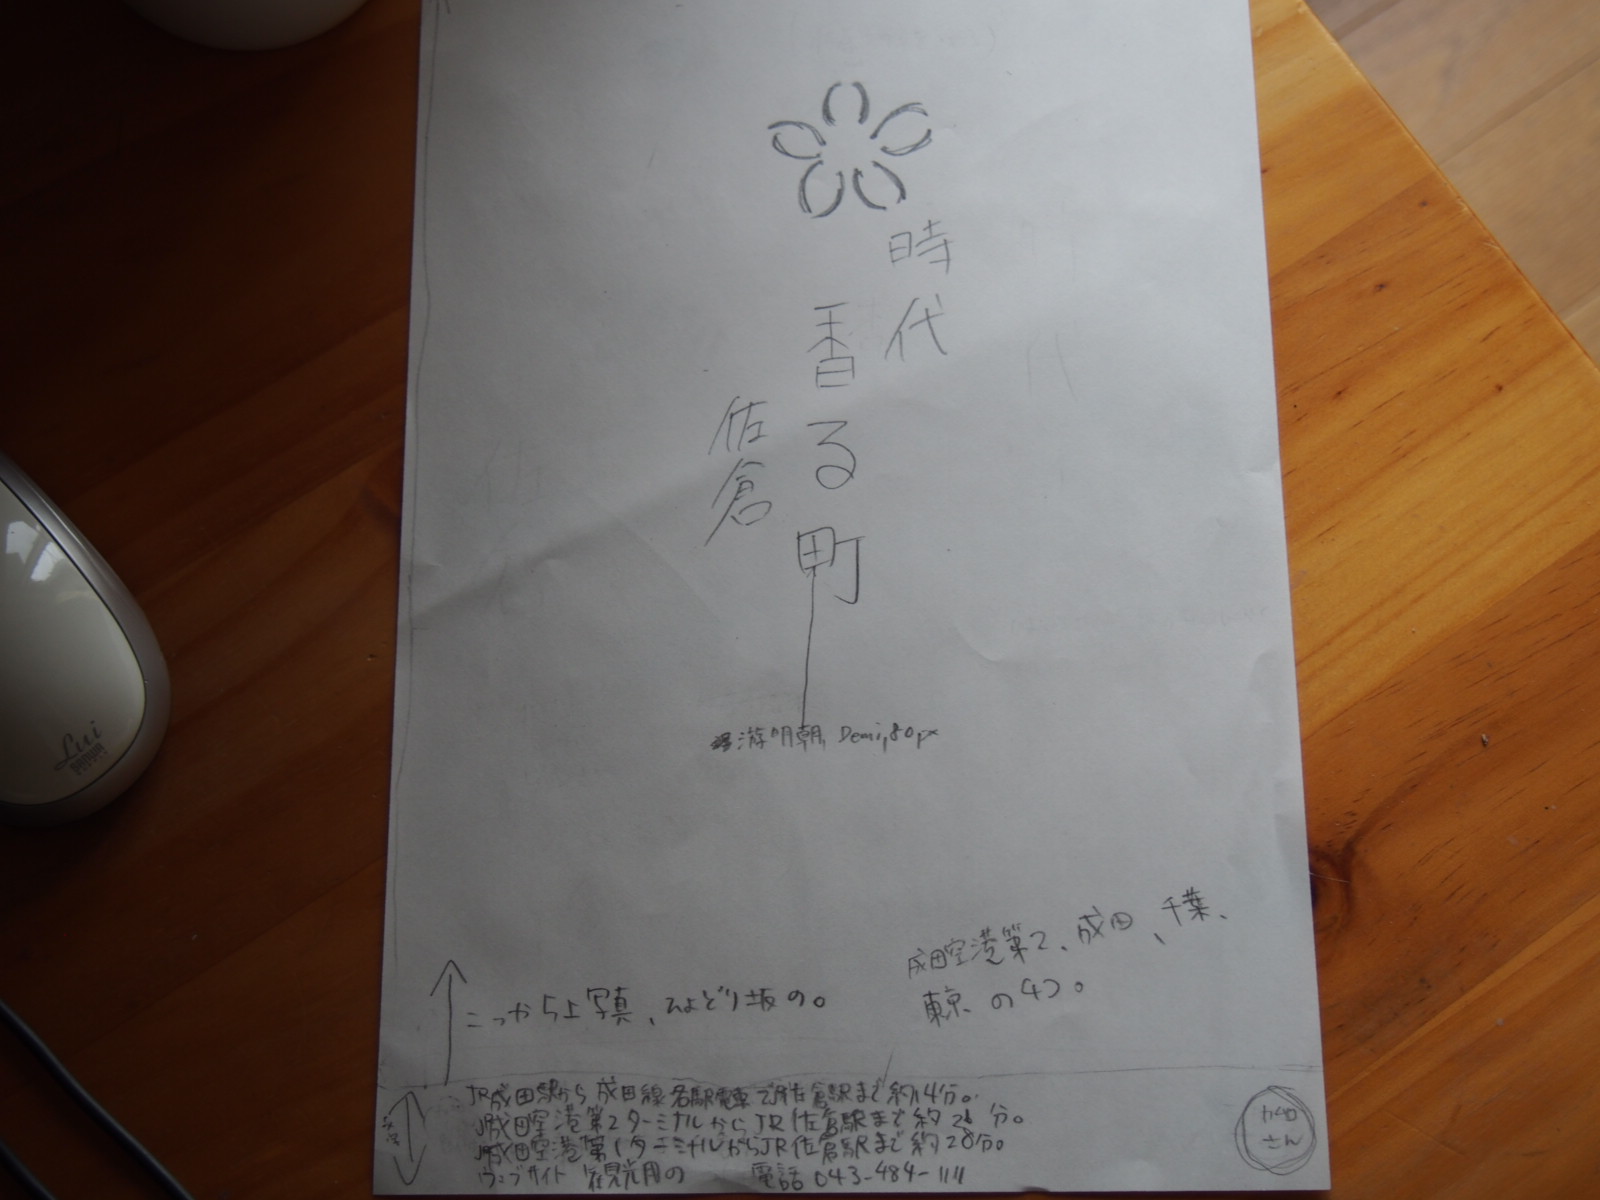 時代
香る町
佐倉
游明朝, Demi, 80px
成田空港第2、成田、千葉、
東京の4つ。
こっから上写真、ひよどり坂の。
JR成田駅から成田線各駅電車でJR佐倉駅まで約14分。
JR成田空港第2ターミナルからJR佐倉駅まで約 分。
JR成田空港第1ターミナルからJR佐倉駅まで約28分。
ウェブサイト 観光用の 電話 043-484-1111
カムロ
さん
Lui